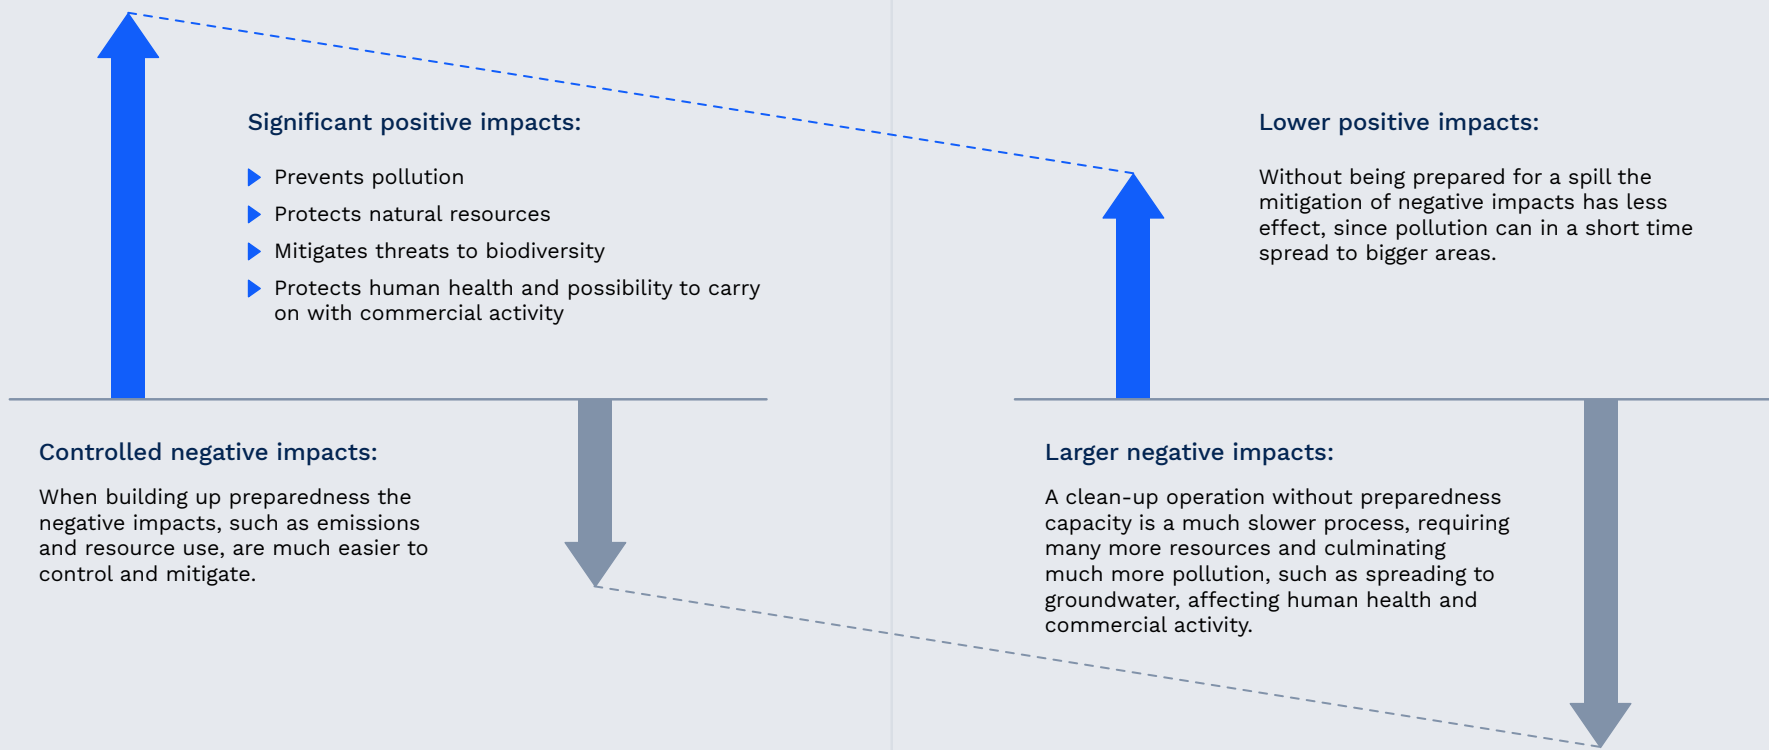 Significant positive impacts:
Prevents pollution
Protects natural resources
Mitigates threats to biodiversity
Protects human health and possibility to carry
on with commercial activity
Controlled negative impacts:
When building up preparedness the
negative impacts, such as emissions
and resource use, are much easier to
control and mitigate.
Lower positive impacts:
Without being prepared for a spill the
mitigation of negative impacts has less
effect, since pollution can in a short time
spread to bigger areas.
Larger negative impacts:
A clean-up operation without preparedness
capacity is a much slower process, requiring
many more resources and culminating
much more pollution, such as spreading to
groundwater, affecting human health and
commercial activity.